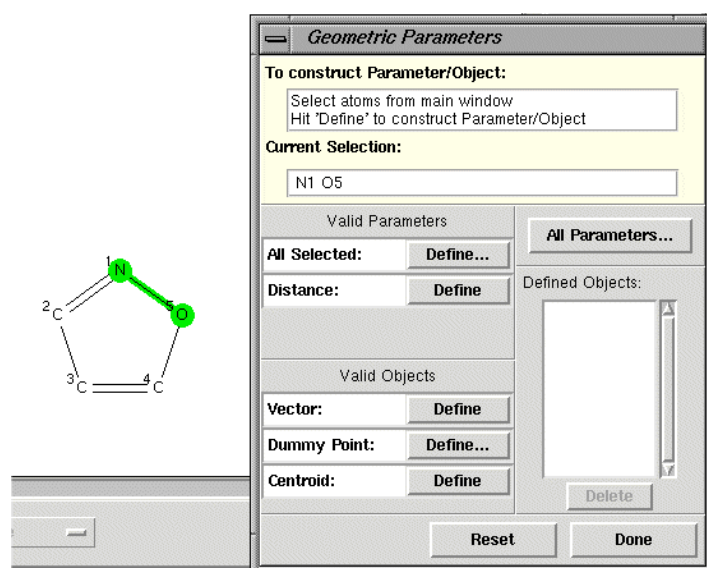 Geometric Parameters
To construct Parameter/Object:
Select atoms from main window
Hit 'Define' to construct Parameter/Object
Current Selection:
N1 O5
Valid Parameters
All Selected: Define...
Distance: Define
All Parameters...
Defined Objects:
Valid Objects
Vector: Define
Dummy Point: Define...
Centroid: Define
Delete
Reset Done
1 N
2 C
5 O
3 C
4 C